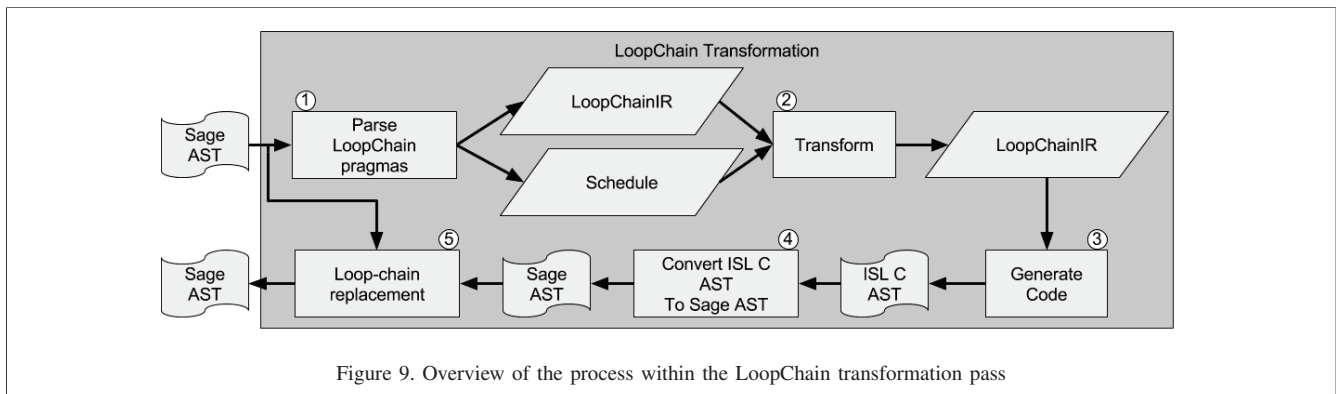 LoopChain Transformation
Sage
AST
1
Parse
LoopChain
pragmas
LoopChainIR
Schedule
2
Transform
LoopChainIR
3
Generate
Code
ISL C
AST
4
Convert ISL C
AST
To Sage AST
Sage
AST
5
Loop-chain
replacement
Sage
AST
Figure 9. Overview of the process within the LoopChain transformation pass